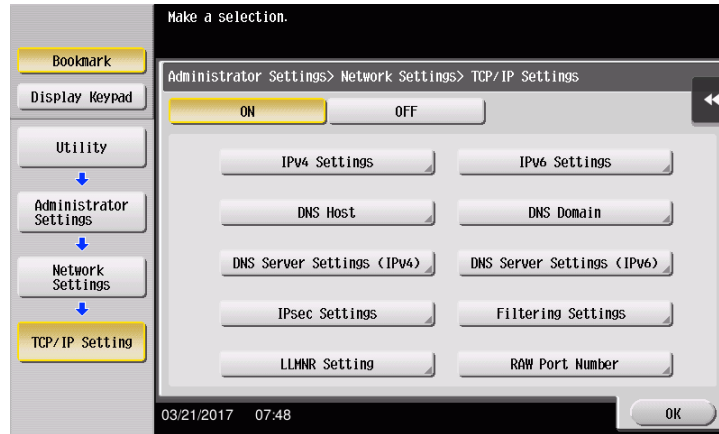 Make a selection.
Bookmark
Display Keypad
Utility
Administrator
Settings
Network
Settings
TCP/IP Setting
Administrator Settings> Network Settings> TCP/IP Settings
ON OFF
IPv4 Settings IPv6 Settings
DNS Host DNS Domain
DNS Server Settings (IPv4) DNS Server Settings (IPv6)
IPsec Settings Filtering Settings
LLMNR Setting RAW Port Number
03/21/2017 07:48
OK